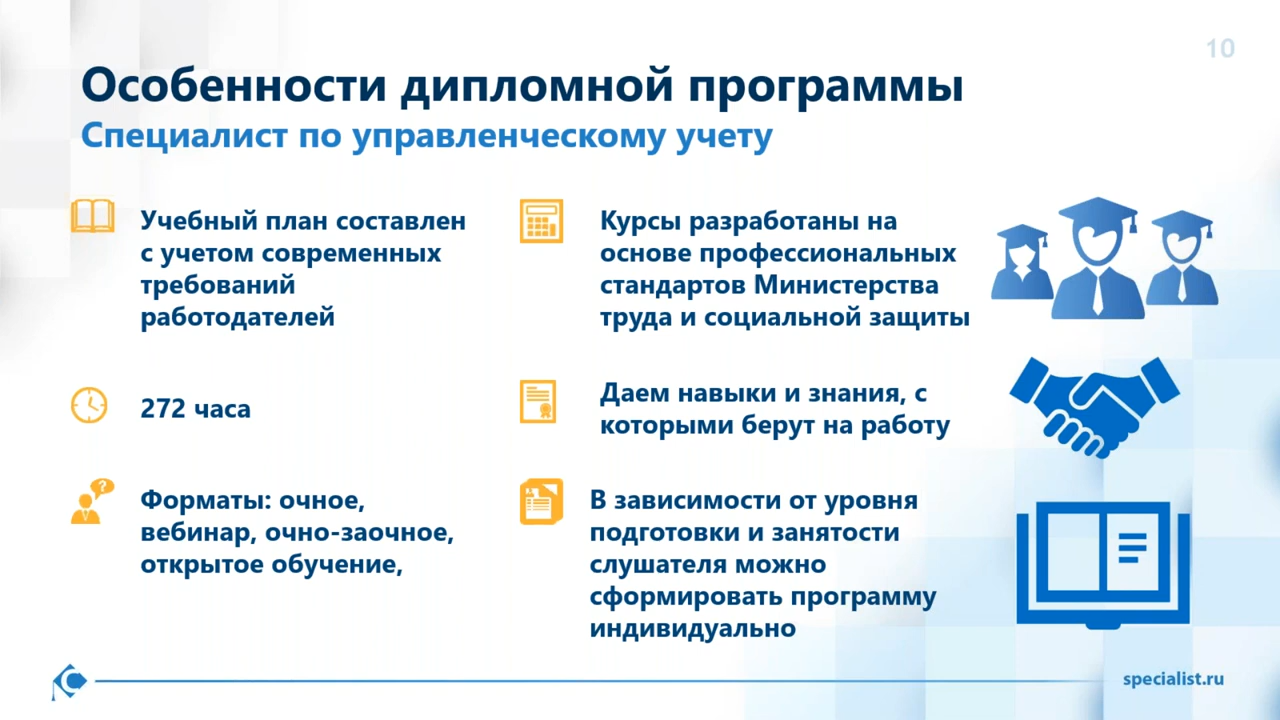 10
Особенности дипломной программы
Специалист по управленческому учету
Учебный план составлен
с учетом современных
требований
работодателей
272 часа
Форматы: очное,
вебинар, очно-заочное,
открытое обучение,
Курсы разработаны на
основе профессиональных
стандартов Министерства
труда и социальной защиты
Даем навыки и знания, с
которыми берут на работу
В зависимости от уровня
подготовки и занятости
слушателя можно
сформировать программу
индивидуально
specialist.ru